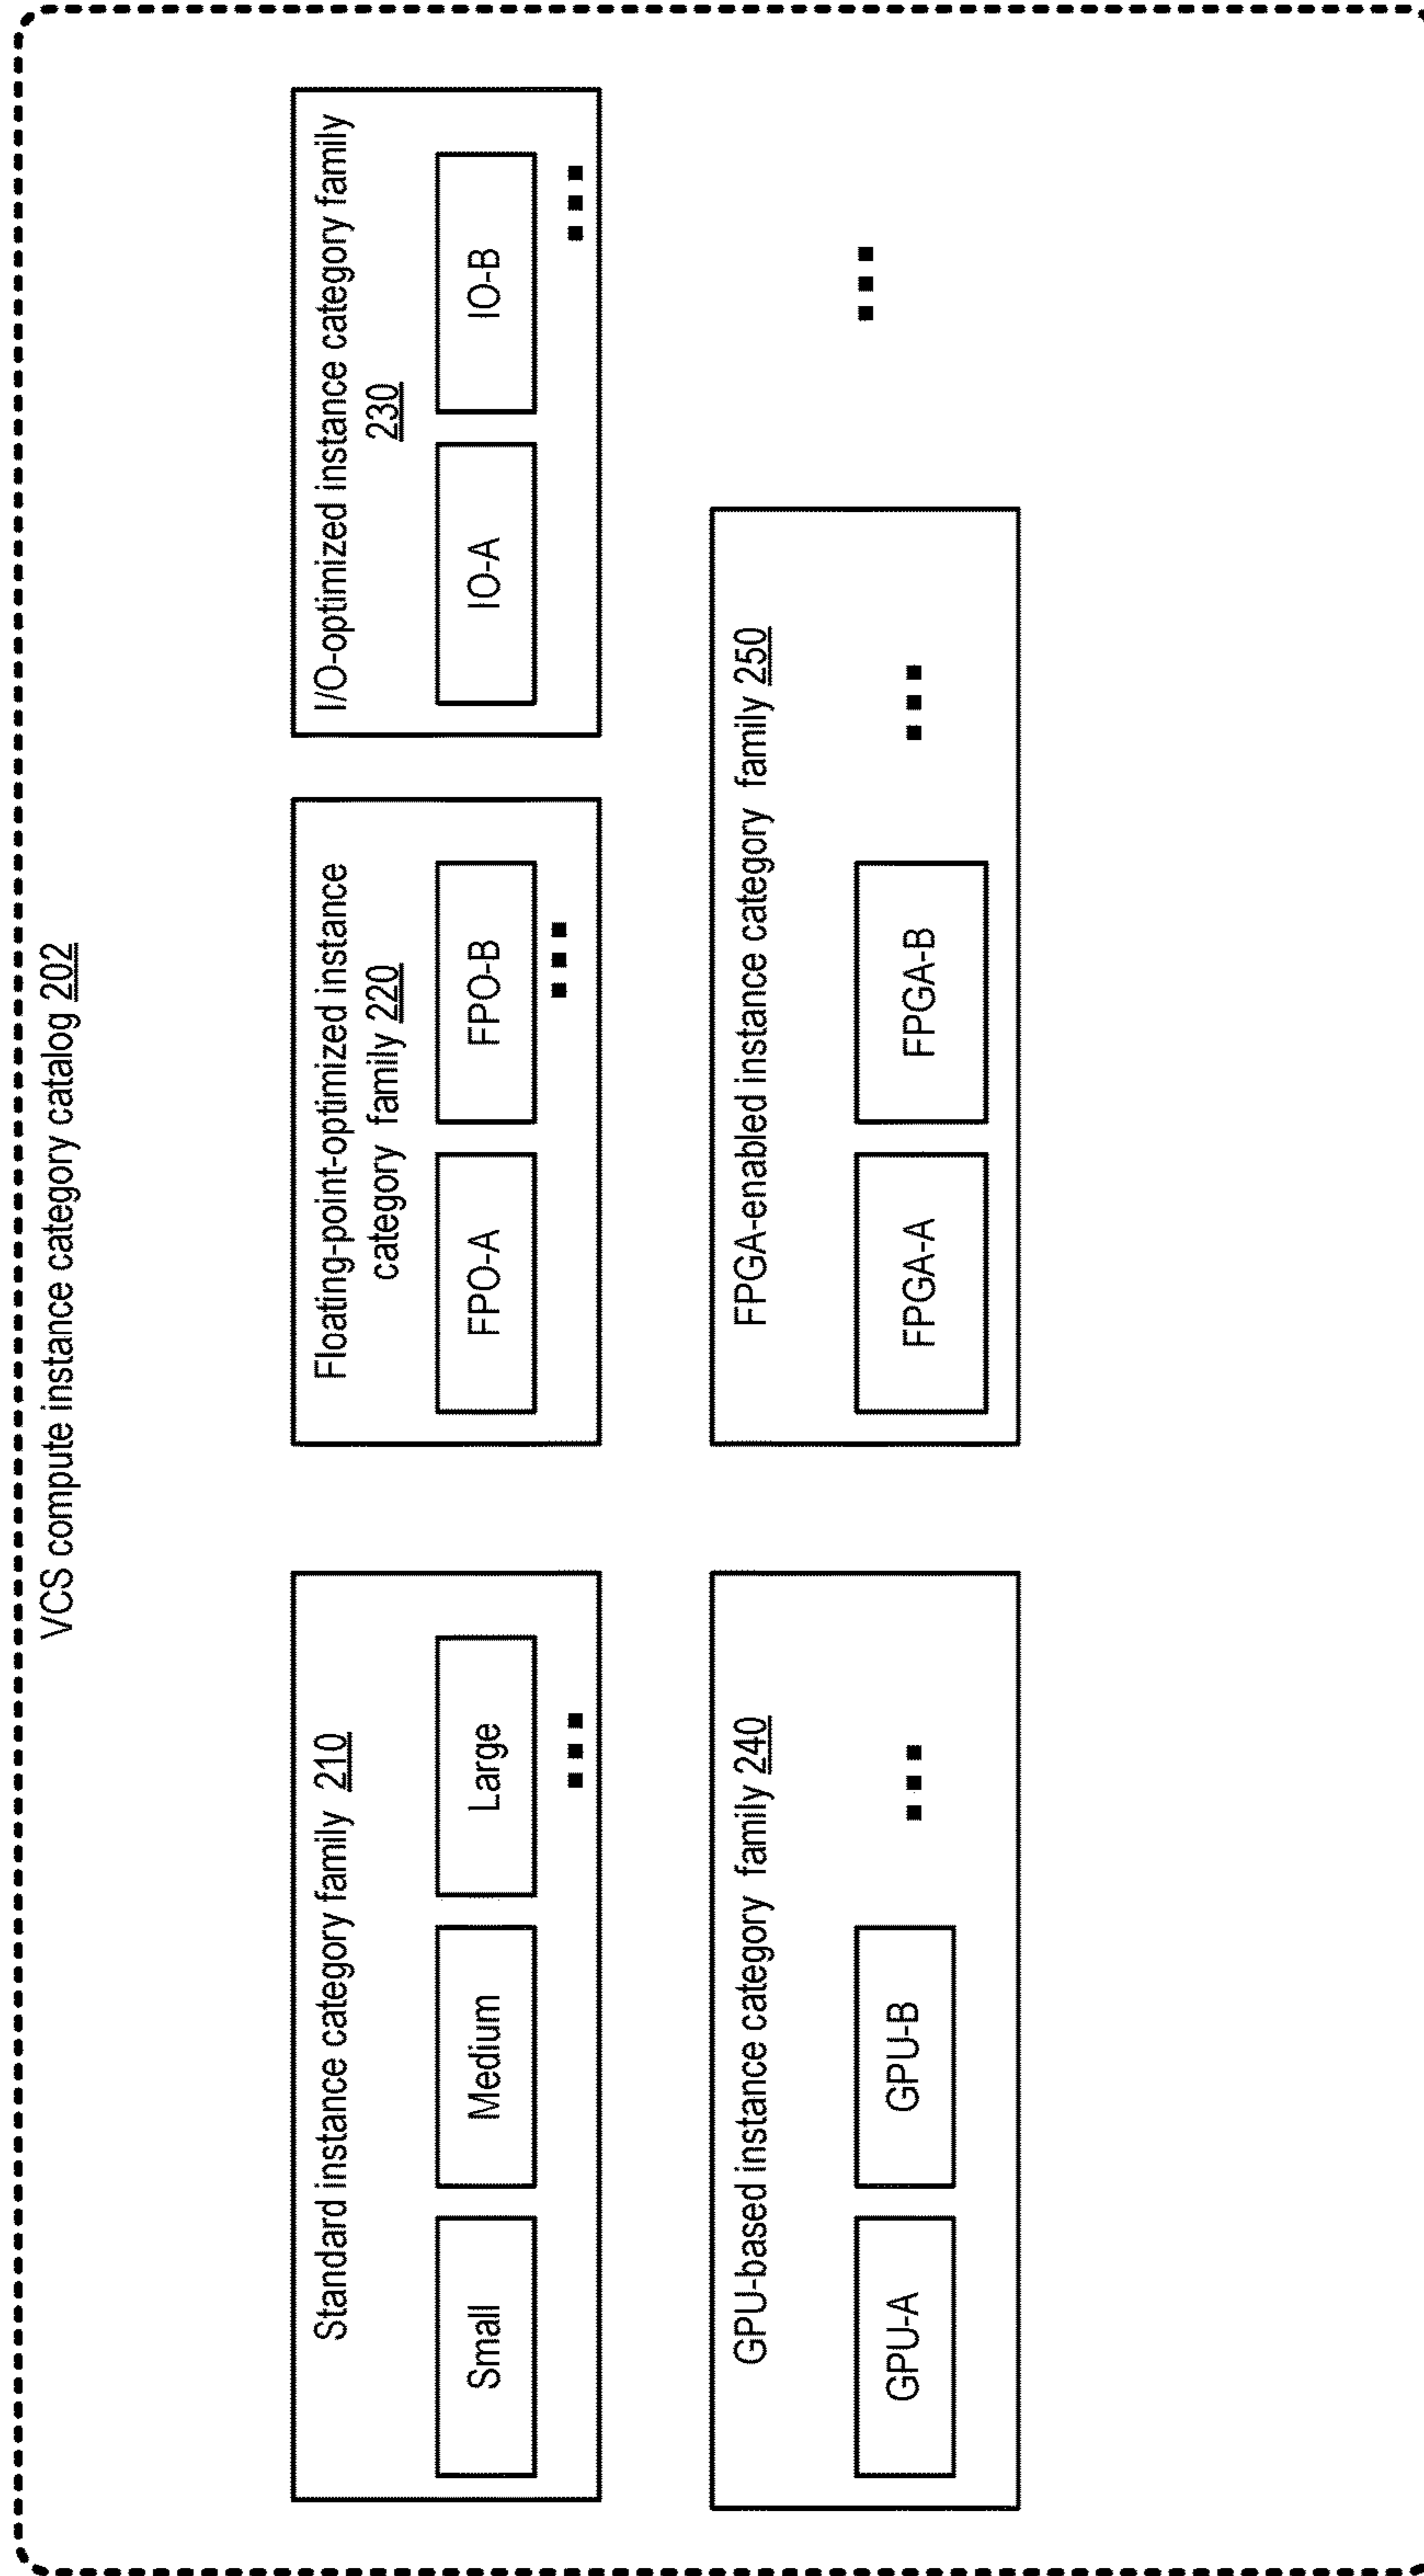 VCS compute instance category catalog 202
Standard instance category family 210
Small
Medium
Large
Floating-point-optimized instance
category family 220
FPO-A
FPO-B
I/O-optimized instance category family
230
IO-A
IO-B
GPU-based instance category family 240
GPU-A
GPU-B
FPGA-enabled instance category family 250
FPGA-A
FPGA-B